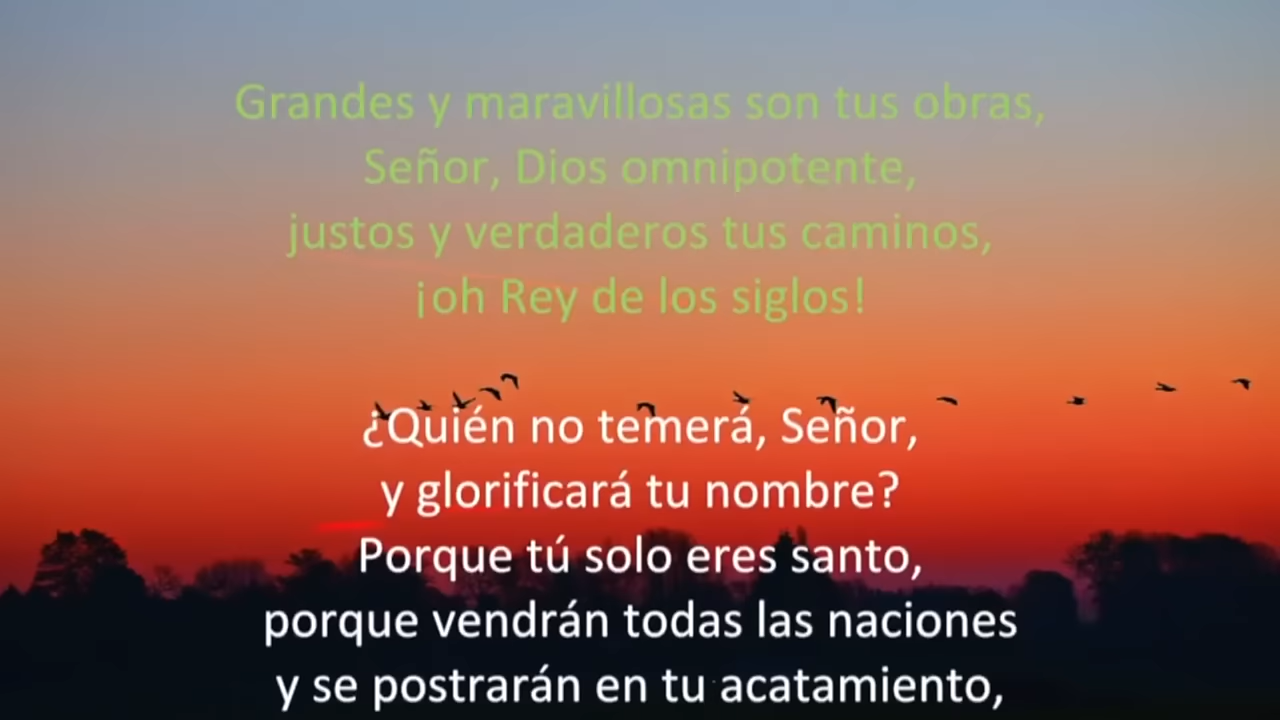 Grandes y maravillosas son tus obras,
Señor, Dios omnipotente,
justos y verdaderos tus caminos,
¡oh Rey de los siglos!
¿Quién no temerá, Señor,
y glorificará tu nombre?
Porque tú solo eres santo,
porque vendrán todas las naciones
y se postrarán en tu acatamiento,